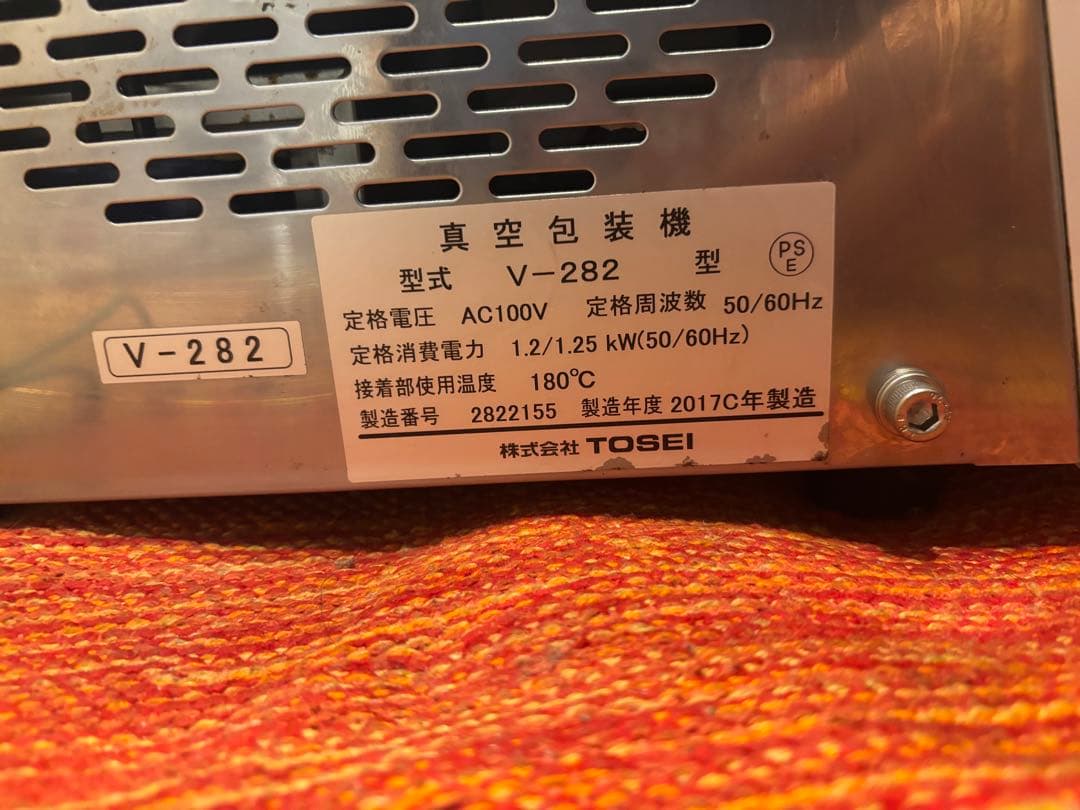 真空包装機
型式 V-282 型
PS
E
定格電圧 AC100V 定格周波数 50/60Hz
定格消費電力 1.2/1.25 kW(50/60Hz)
接着部使用温度 180℃
製造番号 2822155 製造年度 2017C年製造
株式会社 TOSEI
V-282